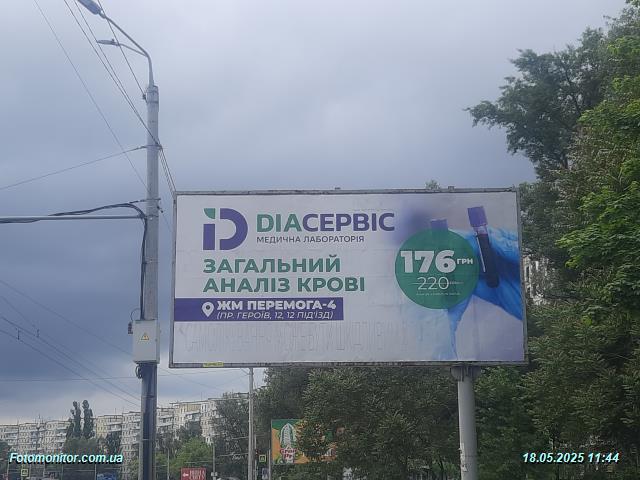 DIAСЕРВІС
МЕДИЧНА ЛАБОРАТОРІЯ
ЗАГАЛЬНИЙ
АНАЛІЗ КРОВІ
176 ГРН
220
ЖМ ПЕРЕМОГА-4
(ПР. ГЕРОЇВ, 12, 12 ПІД'ЇЗД)
Fotomonitor.com.ua
18.05.2025 11:44